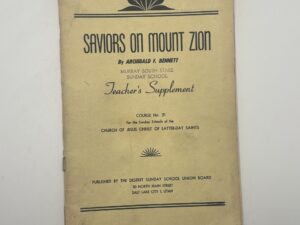 SAVIORS ON MOUNT ZION
By ARCHIBALD F. BENNETT
MURRAY SOUTH STAKE
SUNDAY SCHOOL
Teacher's Supplement
COURSE No. 21
For the Sunday Schools of the
CHURCH OF JESUS CHRIST OF LATTER-DAY SAINTS
PUBLISHED BY THE DESERET SUNDAY SCHOOL UNION BOARD
50 NORTH MAIN STREET
SALT LAKE CITY 1, UTAH